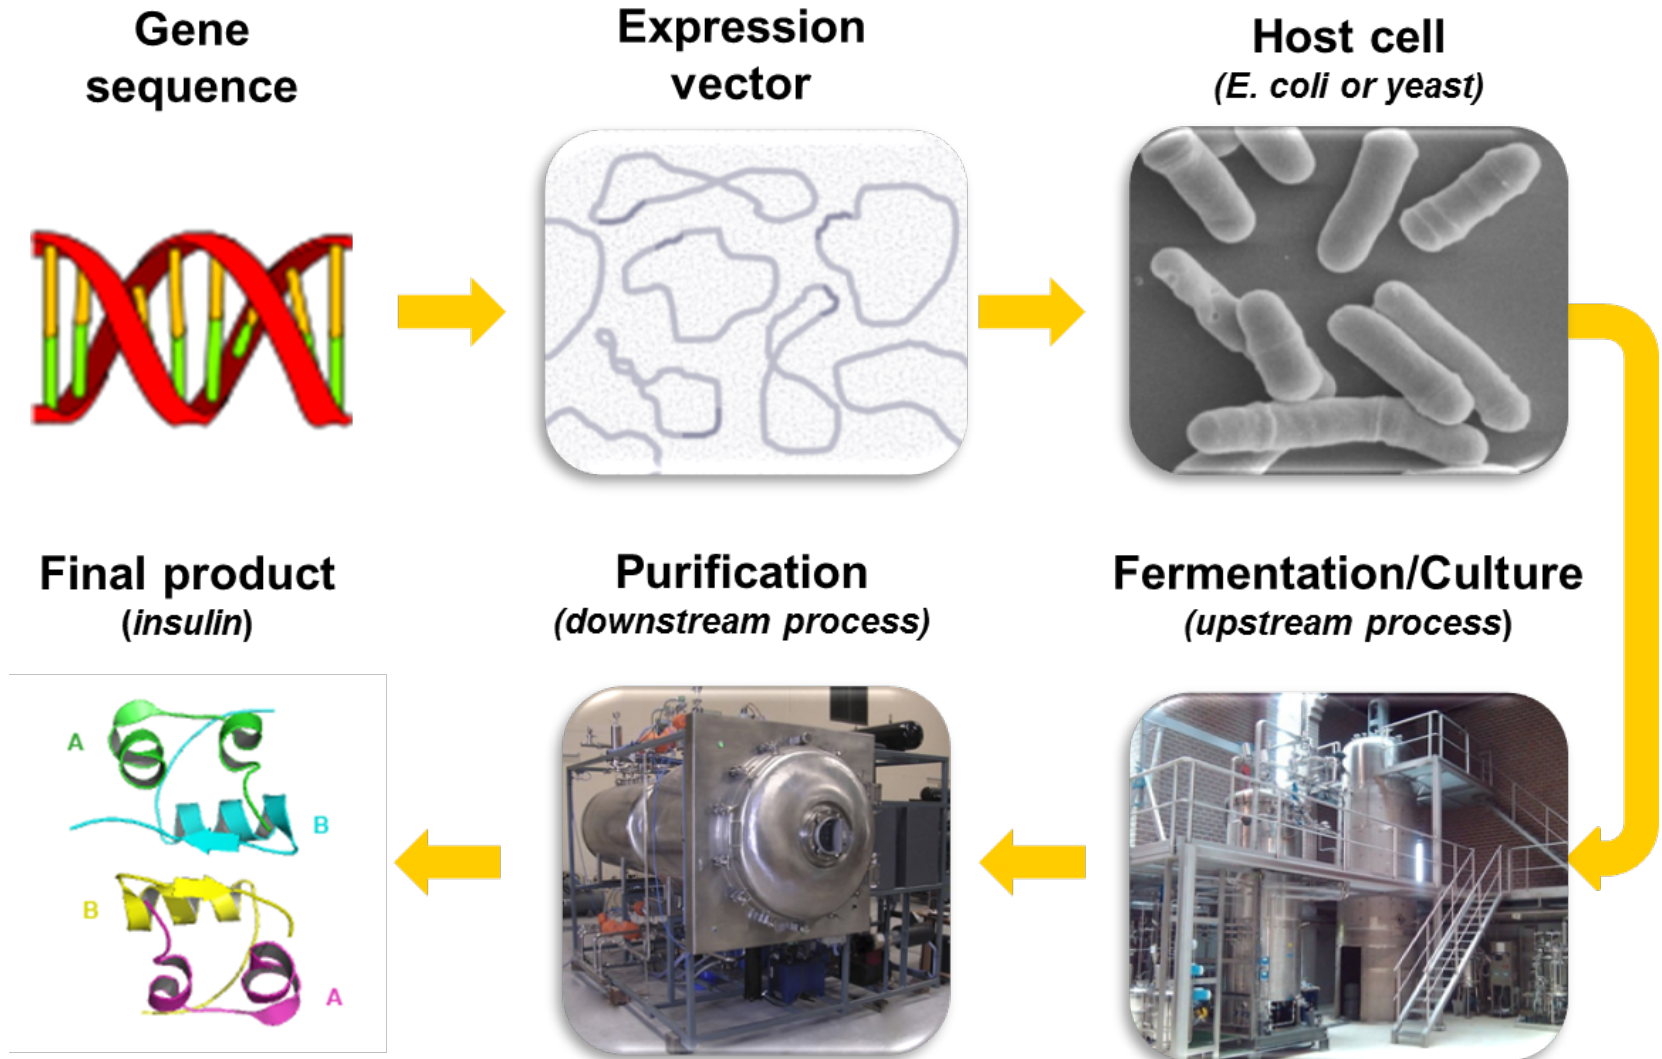 Gene
sequence
Expression
vector
Host cell
(E. coli or yeast)
Final product
(insulin)
Purification
(downstream process)
Fermentation/Culture
(upstream process)
A
B
B
A